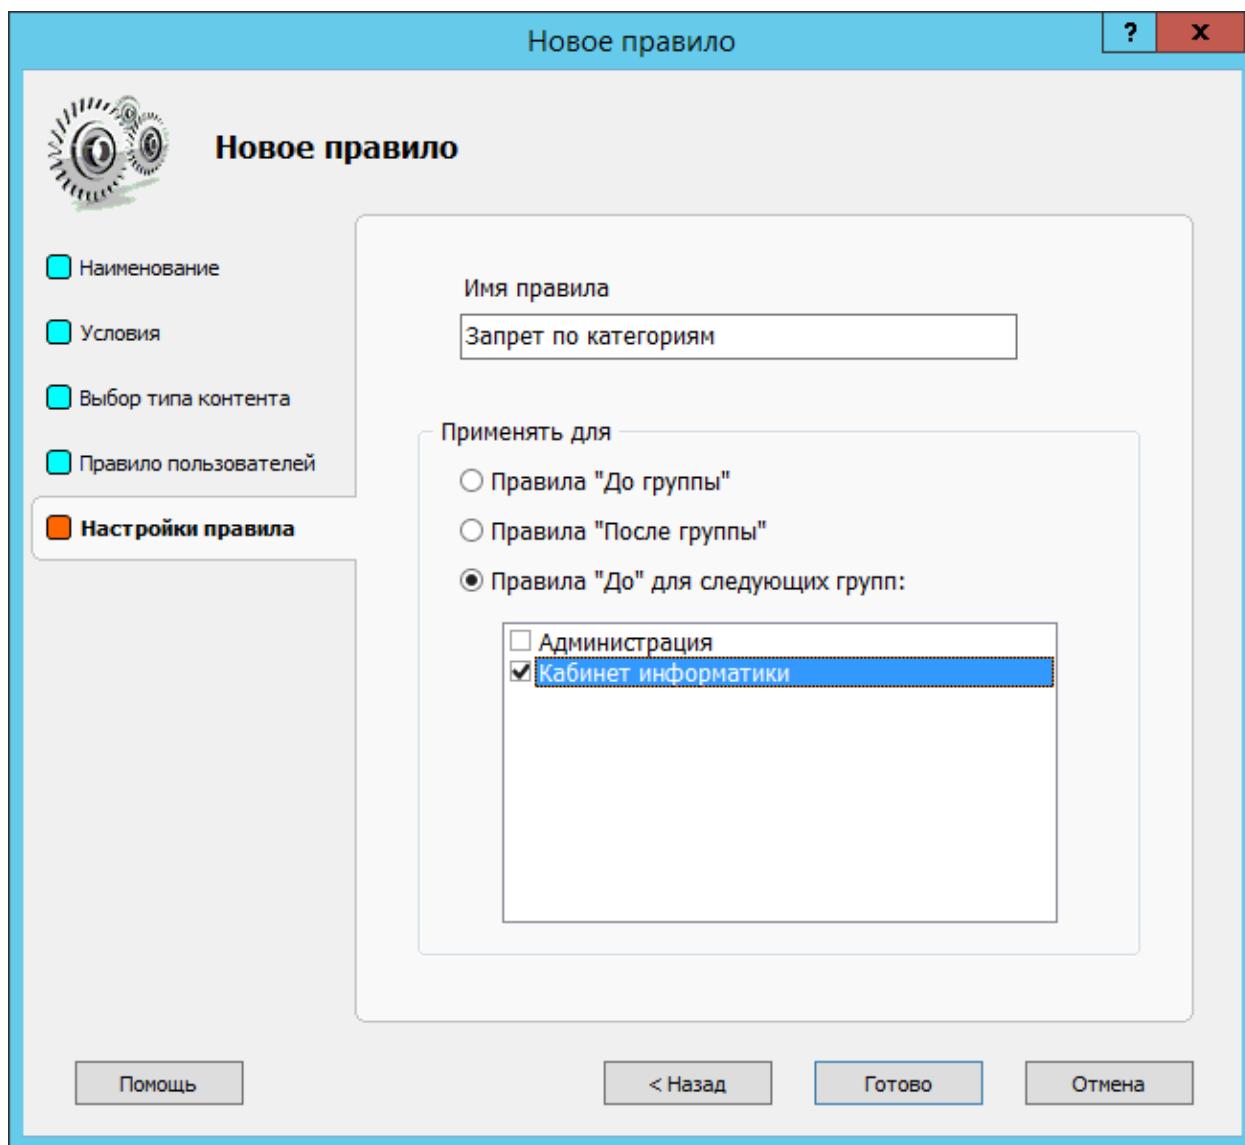 Новое правило
?
x
Новое правило
Наименование
Условия
Выбор типа контента
Правило пользователей
Настройки правила
Имя правила
Запрет по категориям
Применять для
Правила "До группы"
Правила "После группы"
Правила "До" для следующих групп:
Администрация
Кабинет информатики
Помощь
< Назад
Готово
Отмена